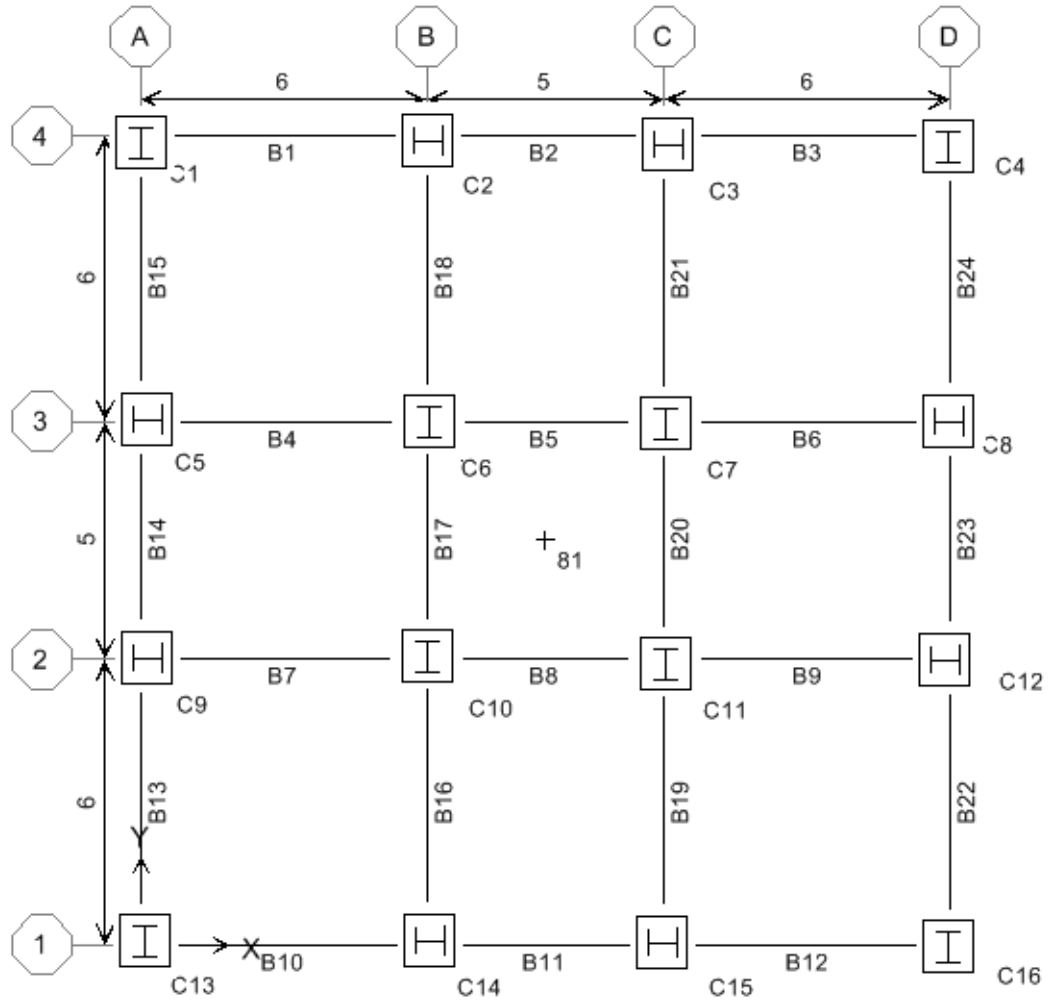 A B C D
6 5 6
4
B1 B2 B3
C1 C2 C3 C4
6 B15 B18 B21 B24
3
B4 B5 B6
C5 C6 C7 C8
5 B14 B17 B20 B23
81
2
B7 B8 B9
C9 C10 C11 C12
6 B13 B16 B19 B22
Y
1
X B10 B11 B12
C13 C14 C15 C16